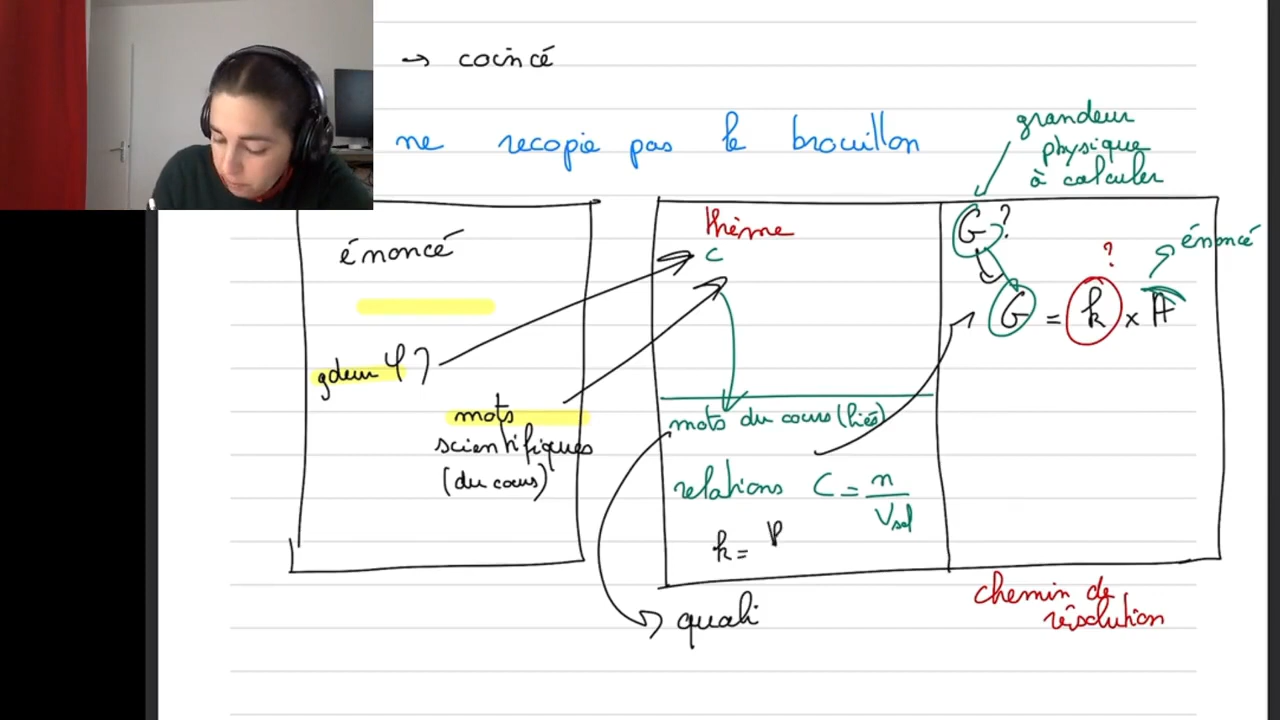 → coincé
ne recopie pas le brouillon
grandeur
physique
à calculer
énoncé
gdeur φ ?
mots
scientifiques
(du cours)
thème
c
mots du cours (liés)
relations C = n / Vsol
k = P
quali
G ?
?
énoncé
G = k × A
chemin de
résolution